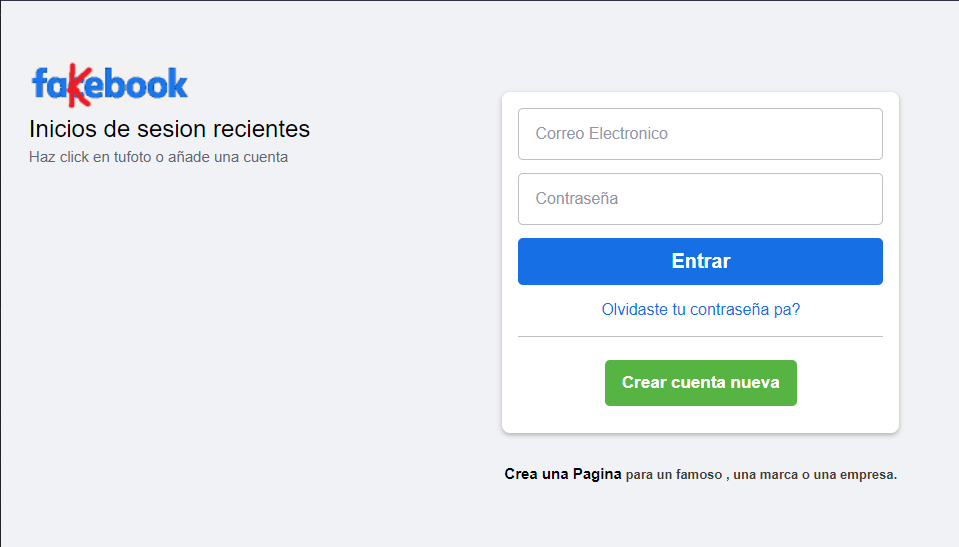 fakebook
Inicios de sesion recientes
Haz click en tufoto o añade una cuenta
Correo Electronico
Contraseña
Entrar
Olvidaste tu contraseña pa?
Crear cuenta nueva
Crea una Pagina para un famoso , una marca o una empresa.